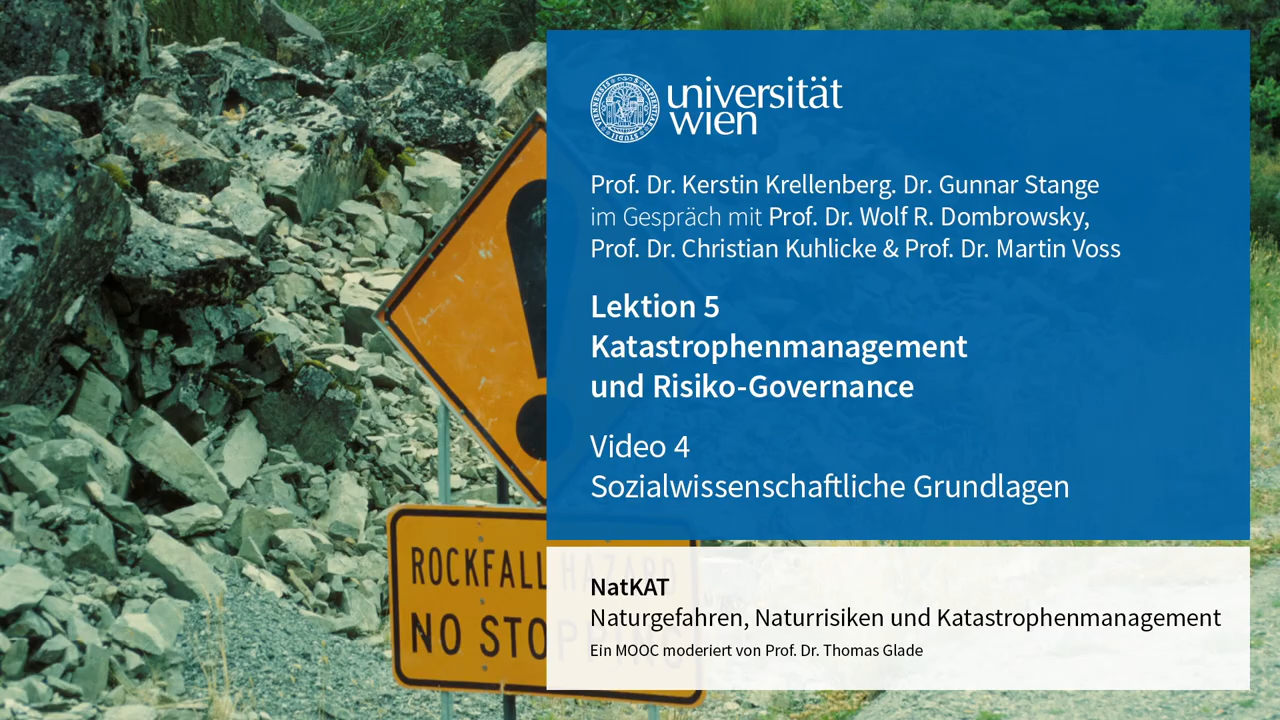 universität
wien
Prof. Dr. Kerstin Krellenberg. Dr. Gunnar Stange
im Gespräch mit Prof. Dr. Wolf R. Dombrowsky,
Prof. Dr. Christian Kuhlicke & Prof. Dr. Martin Voss
Lektion 5
Katastrophenmanagement
und Risiko-Governance
Video 4
Sozialwissenschaftliche Grundlagen
NatKAT
Naturgefahren, Naturrisiken und Katastrophenmanagement
Ein MOOC moderiert von Prof. Dr. Thomas Glade
ROCKFALL HAZARD
NO STOPPING